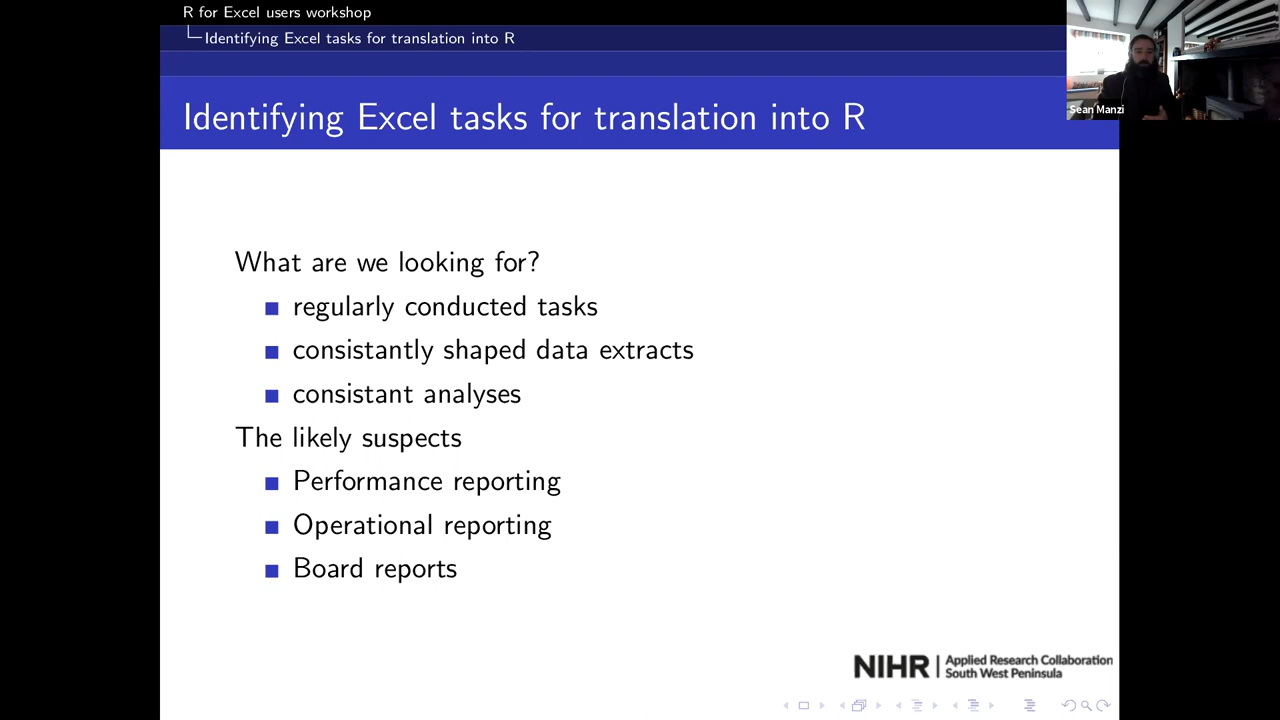 R for Excel users workshop
Identifying Excel tasks for translation into R
Identifying Excel tasks for translation into R
Sean Manzi
What are we looking for?
regularly conducted tasks
consistantly shaped data extracts
consistant analyses
The likely suspects
Performance reporting
Operational reporting
Board reports
NIHR | Applied Research Collaboration
South West Peninsula